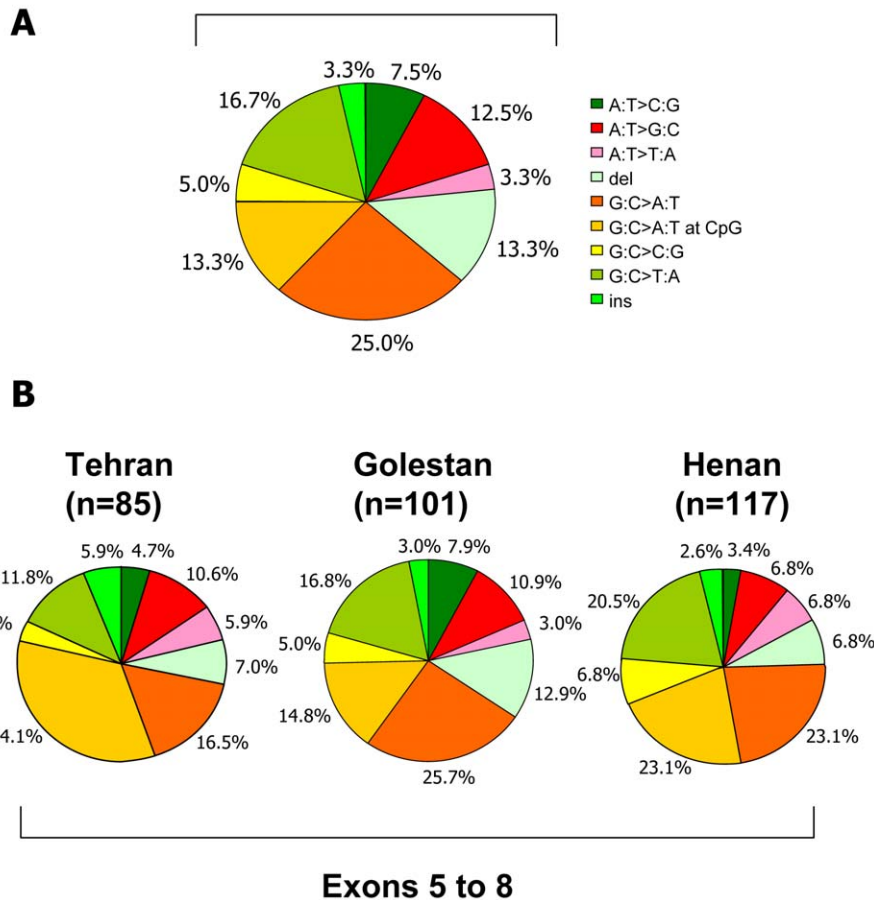 A
3.3% 7.5%
16.7%
12.5%
5.0%
3.3%
13.3%
13.3%
25.0%
A:T>C:G
A:T>G:C
A:T>T:A
del
G:C>A:T
G:C>A:T at CpG
G:C>C:G
G:C>T:A
ins
B
Tehran
(n=85)
5.9% 4.7%
11.8%
10.6%
%
5.9%
7.0%
4.1%
16.5%
Golestan
(n=101)
3.0% 7.9%
16.8%
10.9%
5.0%
3.0%
14.8%
12.9%
25.7%
Henan
(n=117)
2.6% 3.4%
6.8%
20.5%
6.8%
6.8%
6.8%
23.1%
23.1%
Exons 5 to 8